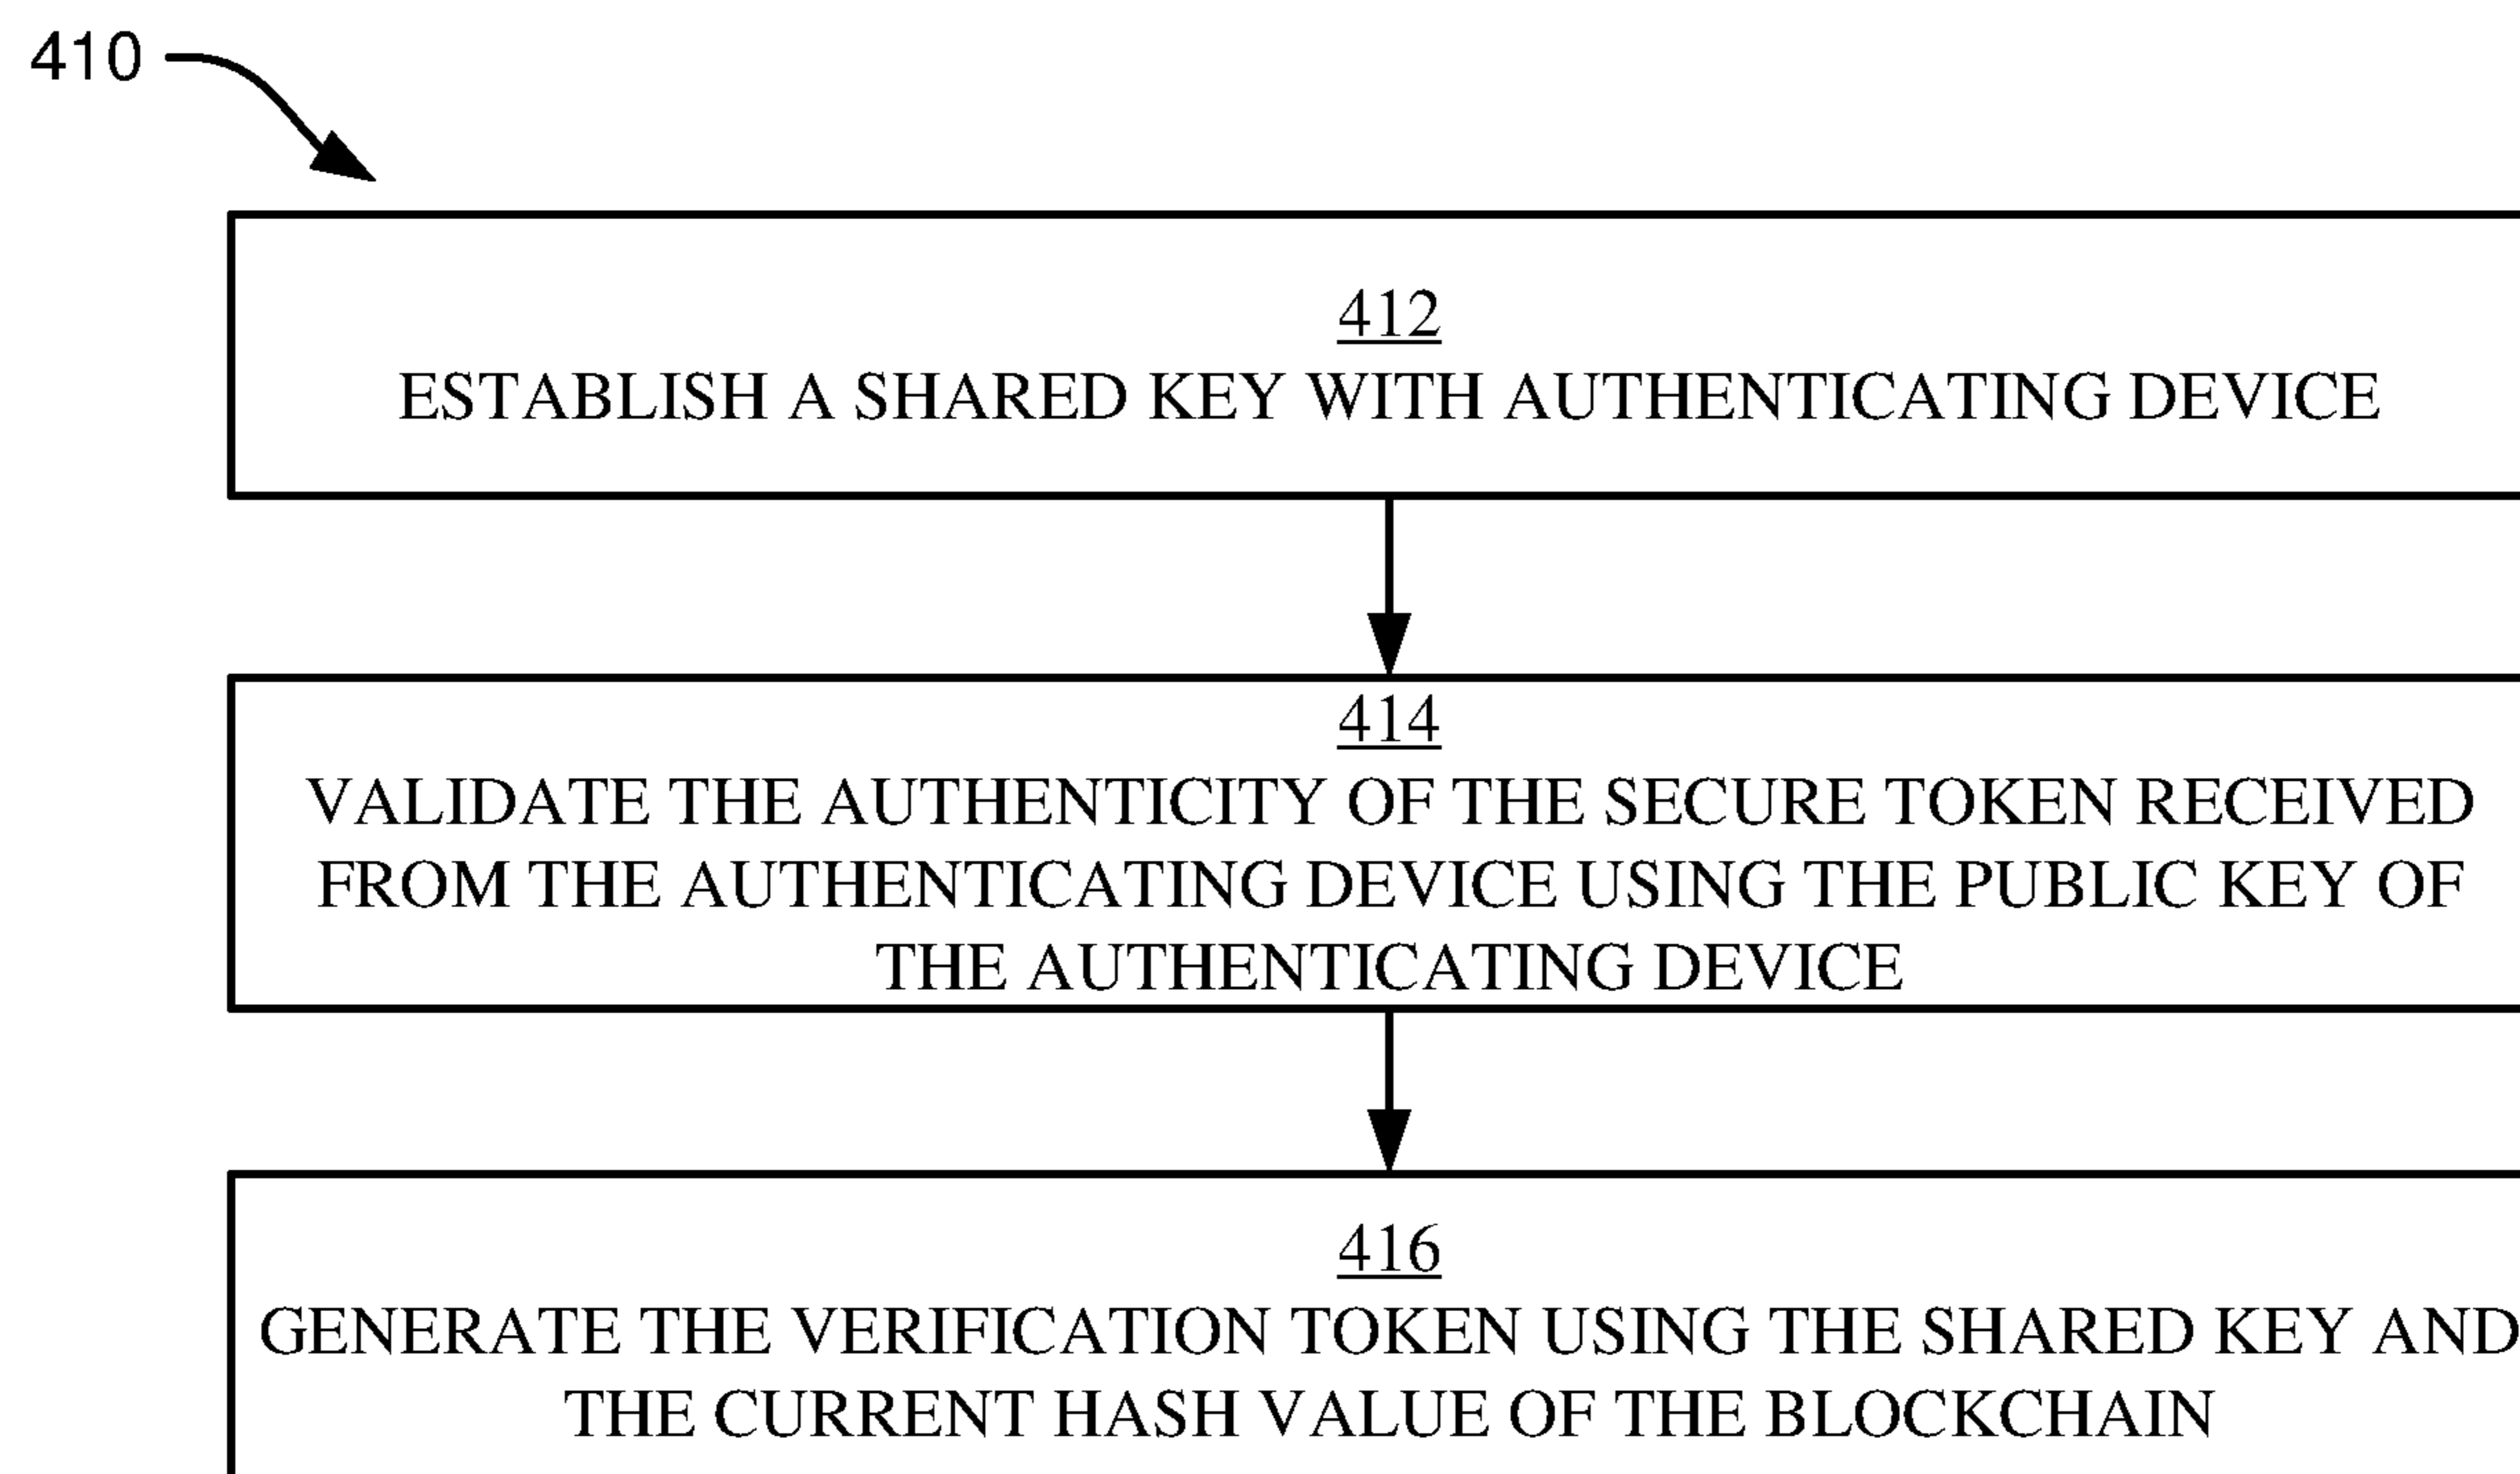 410
412
ESTABLISH A SHARED KEY WITH AUTHENTICATING DEVICE
414
VALIDATE THE AUTHENTICITY OF THE SECURE TOKEN RECEIVED
FROM THE AUTHENTICATING DEVICE USING THE PUBLIC KEY OF
THE AUTHENTICATING DEVICE
416
GENERATE THE VERIFICATION TOKEN USING THE SHARED KEY AND
THE CURRENT HASH VALUE OF THE BLOCKCHAIN